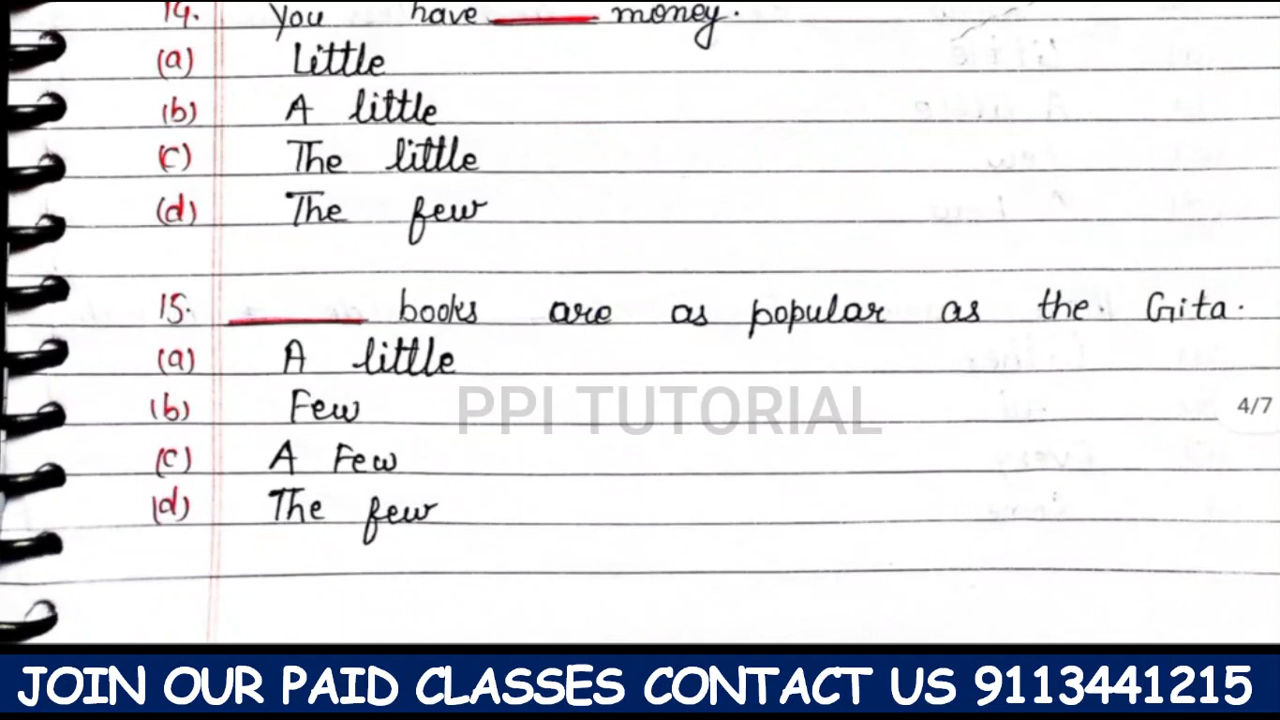 14. You have ____ money.
(a) Little
(b) A little
(c) The little
(d) The few
15. ____ books are as popular as the Gita.
(a) A little
(b) Few
(c) A Few
(d) The few
PPI TUTORIAL
4/7
JOIN OUR PAID CLASSES CONTACT US 9113441215